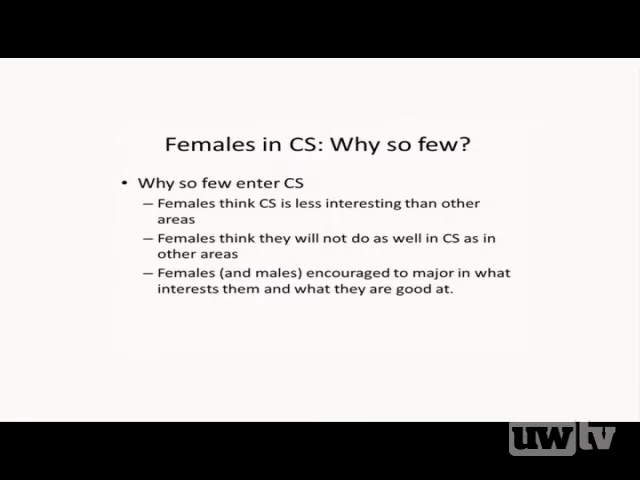 Females in CS: Why so few?
• Why so few enter CS
– Females think CS is less interesting than other
areas
– Females think they will not do as well in CS as in
other areas
– Females (and males) encouraged to major in what
interests them and what they are good at.
uwtv